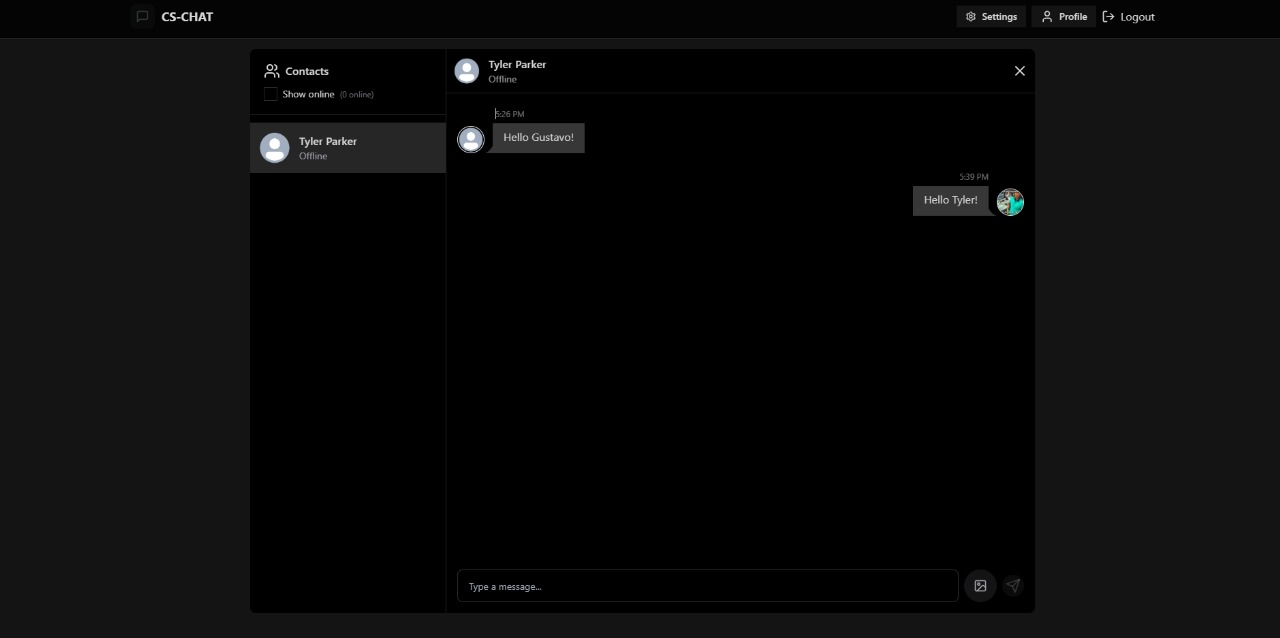 CS-CHAT
Settings
Profile
Logout
Contacts
Show online (0 online)
Tyler Parker
Offline
Tyler Parker
Offline
5:26 PM
Hello Gustavo!
5:39 PM
Hello Tyler!
Type a message...